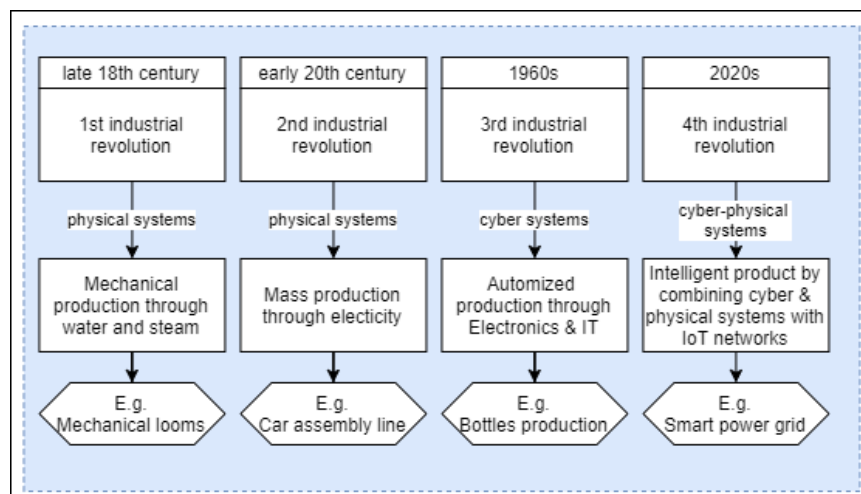 late 18th century
1st industrial
revolution
physical systems
Mechanical
production through
water and steam
E.g.
Mechanical looms
early 20th century
2nd industrial
revolution
physical systems
Mass production
through electicity
E.g.
Car assembly line
1960s
3rd industrial
revolution
cyber systems
Automized
production through
Electronics & IT
E.g.
Bottles production
2020s
4th industrial
revolution
cyber-physical
systems
Intelligent product by
combining cyber &
physical systems with
IoT networks
E.g.
Smart power grid